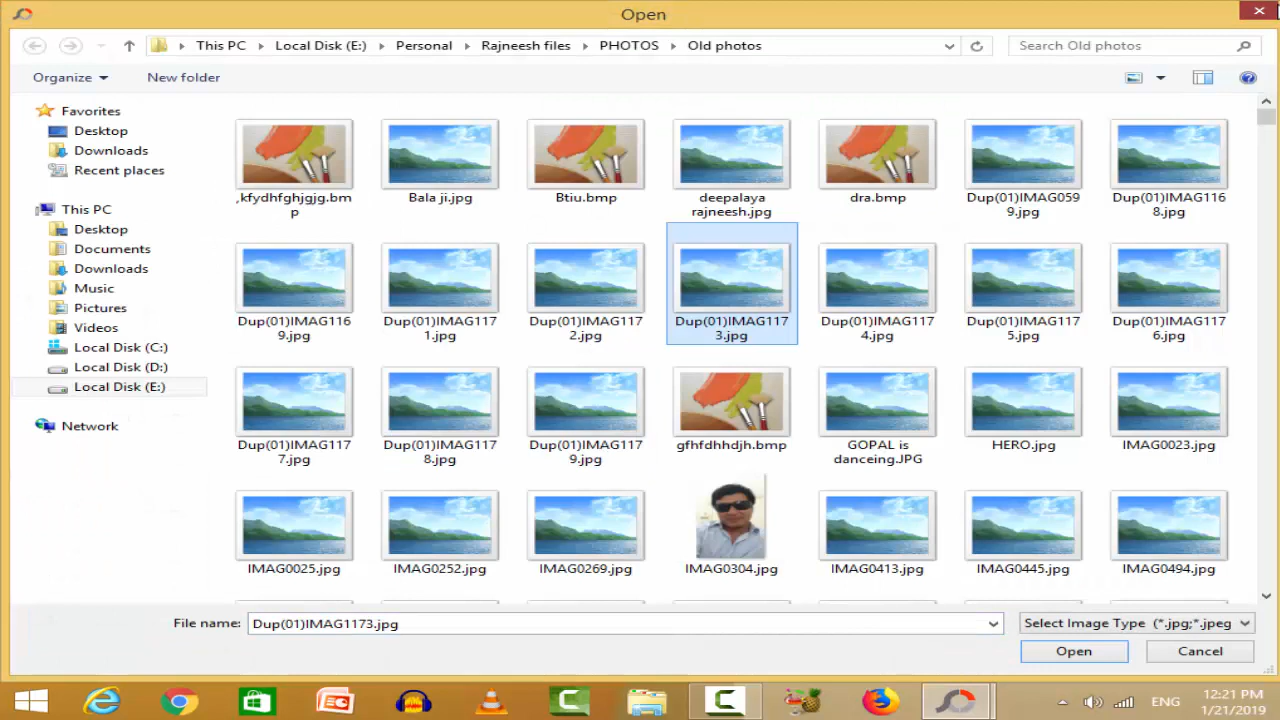 Open
This PC
Local Disk (E:)
Personal
Rajneesh files
PHOTOS
Old photos
Search Old photos
Organize
New folder
Favorites
Desktop
Downloads
Recent places
This PC
Desktop
Documents
Downloads
Music
Pictures
Videos
Local Disk (C:)
Local Disk (D:)
Local Disk (E:)
Network
,kfydhfghjgjg.bm
p
Bala ji.jpg
Btiu.bmp
deepalaya
rajneesh.jpg
dra.bmp
Dup(01)IMAG059
9.jpg
Dup(01)IMAG116
8.jpg
Dup(01)IMAG116
9.jpg
Dup(01)IMAG117
1.jpg
Dup(01)IMAG117
2.jpg
Dup(01)IMAG117
3.jpg
Dup(01)IMAG117
4.jpg
Dup(01)IMAG117
5.jpg
Dup(01)IMAG117
6.jpg
Dup(01)IMAG117
7.jpg
Dup(01)IMAG117
8.jpg
Dup(01)IMAG117
9.jpg
gfhfdhhdjh.bmp
GOPAL is
danceing.JPG
HERO.jpg
IMAG0023.jpg
IMAG0025.jpg
IMAG0252.jpg
IMAG0269.jpg
IMAG0304.jpg
IMAG0413.jpg
IMAG0445.jpg
IMAG0494.jpg
File name:
Dup(01)IMAG1173.jpg
Select Image Type (*.jpg;*.jpeg
Open
Cancel
ENG
12:21 PM
1/21/2019